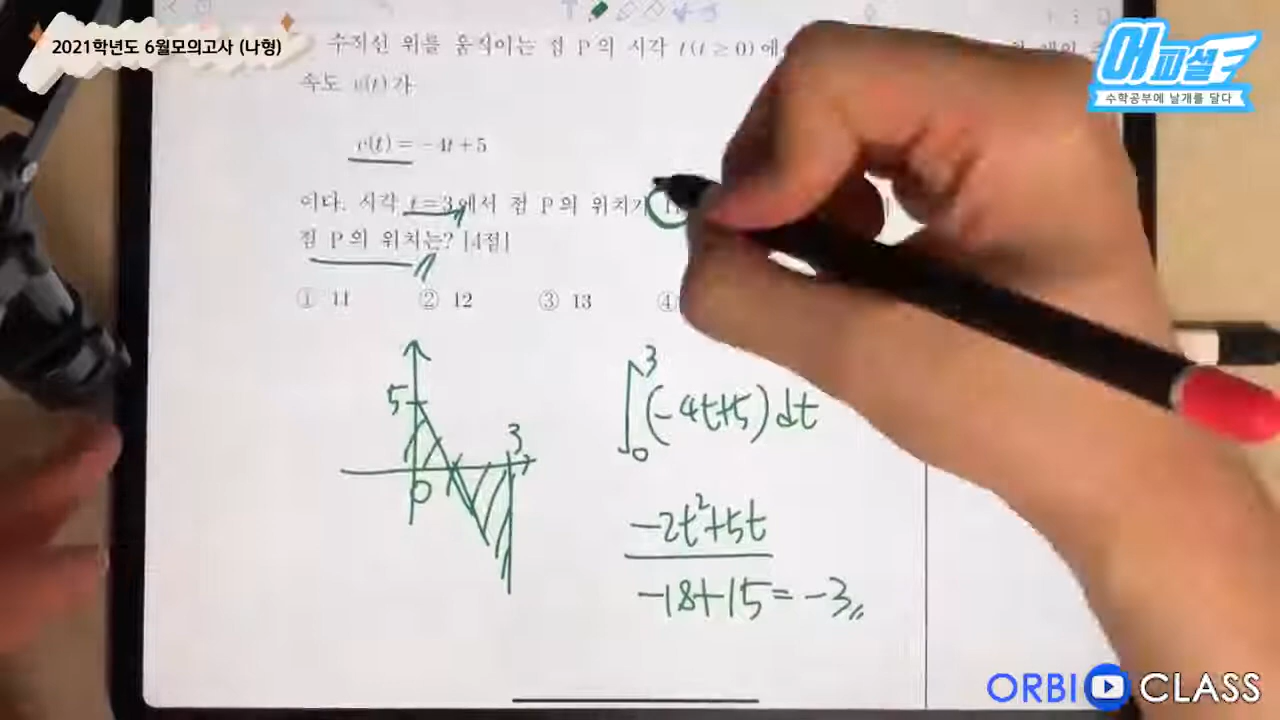 2021학년도 6월모의고사 (나형)
어피셜
수학공부에 날개를 달다
수직선 위를 움직이는 점 P의 시각 t(t≥0)에
속도 v(t)가
v(t)=-4t+5
이다. 시각 t=3에서 점 P의 위치가
점 P의 위치는? [4점]
① 11 ② 12 ③ 13 ④
5
3
0
∫₀³(-4t+5)dt
-2t²+5t
-18+15=-3
ORBI CLASS